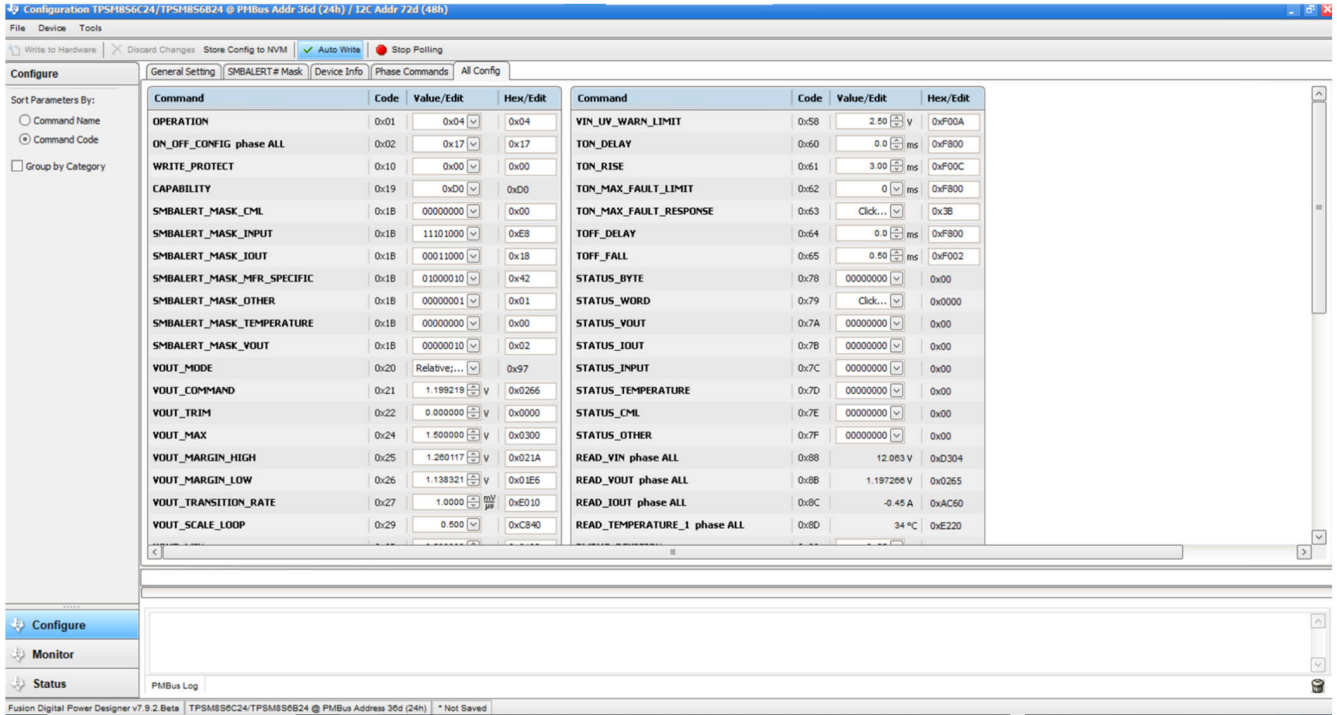 Configuration TPSM8S6C24/TPSM8S6B24 @ PMBus Addr 36d (24h) / I2C Addr 72d (48h)
File Device Tools
Write to Hardware Discard Changes Store Config to NVM Auto Write Stop Polling
Configure
General Setting SMBALERT# Mask Device Info Phase Commands All Config
Sort Parameters By:
Command Name
Command Code
Group by Category
Command Code Value/Edit Hex/Edit
OPERATION 0x01 0x04 0x04
ON_OFF_CONFIG phase ALL 0x02 0x17 0x17
WRITE_PROTECT 0x10 0x00 0x00
CAPABILITY 0x19 0xD0 0xD0
SMBALERT_MASK_CML 0x1B 00000000 0x00
SMBALERT_MASK_INPUT 0x1B 11101000 0xE8
SMBALERT_MASK_IOUT 0x1B 00011000 0x18
SMBALERT_MASK_MFR_SPECIFIC 0x1B 01000010 0x42
SMBALERT_MASK_OTHER 0x1B 00000001 0x01
SMBALERT_MASK_TEMPERATURE 0x1B 00000000 0x00
SMBALERT_MASK_VOUT 0x1B 00000010 0x02
VOUT_MODE 0x20 Relative;... 0x97
VOUT_COMMAND 0x21 1.199219 V 0x0266
VOUT_TRIM 0x22 0.000000 V 0x0000
VOUT_MAX 0x24 1.500000 V 0x0300
VOUT_MARGIN_HIGH 0x25 1.260117 V 0x021A
VOUT_MARGIN_LOW 0x26 1.138321 V 0x01E6
VOUT_TRANSITION_RATE 0x27 1.0000 mV/µs 0xE010
VOUT_SCALE_LOOP 0x29 0.500 0xC840
Command Code Value/Edit Hex/Edit
VIN_UV_WARN_LIMIT 0x58 2.50 V 0xF00A
TON_DELAY 0x60 0.0 ms 0xF800
TON_RISE 0x61 3.00 ms 0xF00C
TON_MAX_FAULT_LIMIT 0x62 0 ms 0xF800
TON_MAX_FAULT_RESPONSE 0x63 Click... 0x3B
TOFF_DELAY 0x64 0.0 ms 0xF800
TOFF_FALL 0x65 0.50 ms 0xF002
STATUS_BYTE 0x78 00000000 0x00
STATUS_WORD 0x79 Click... 0x0000
STATUS_VOUT 0x7A 00000000 0x00
STATUS_IOUT 0x7B 00000000 0x00
STATUS_INPUT 0x7C 00000000 0x00
STATUS_TEMPERATURE 0x7D 00000000 0x00
STATUS_CML 0x7E 00000000 0x00
STATUS_OTHER 0x7F 00000000 0x00
READ_VIN phase ALL 0x88 12.063 V 0xD304
READ_VOUT phase ALL 0x8B 1.197266 V 0x0265
READ_IOUT phase ALL 0x8C -0.45 A 0xAC60
READ_TEMPERATURE_1 phase ALL 0x8D 34 °C 0xE220
Configure
Monitor
Status
PMBus Log
Fusion Digital Power Designer v7.9.2.Beta TPSM8S6C24/TPSM8S6B24 @ PMBus Address 36d (24h) * Not Saved